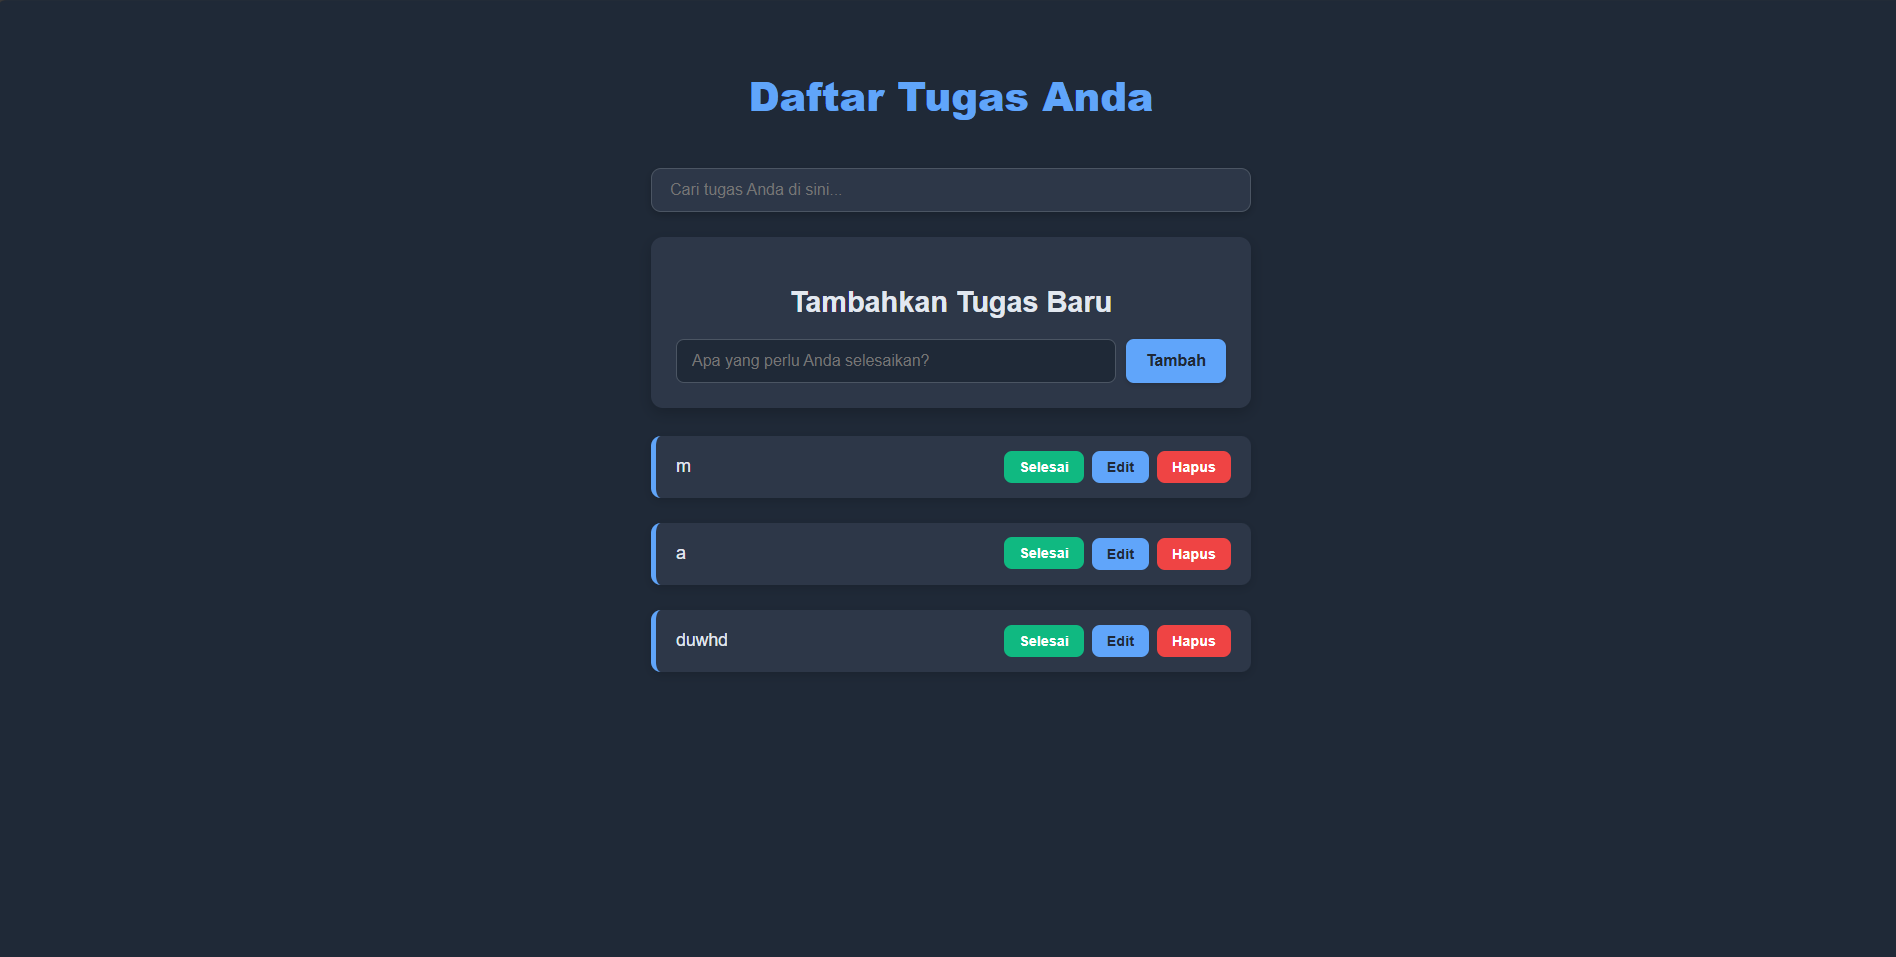 Daftar Tugas Anda
Cari tugas Anda di sini...
Tambahkan Tugas Baru
Apa yang perlu Anda selesaikan? Tambah
m Selesai Edit Hapus
a Selesai Edit Hapus
duwhd Selesai Edit Hapus